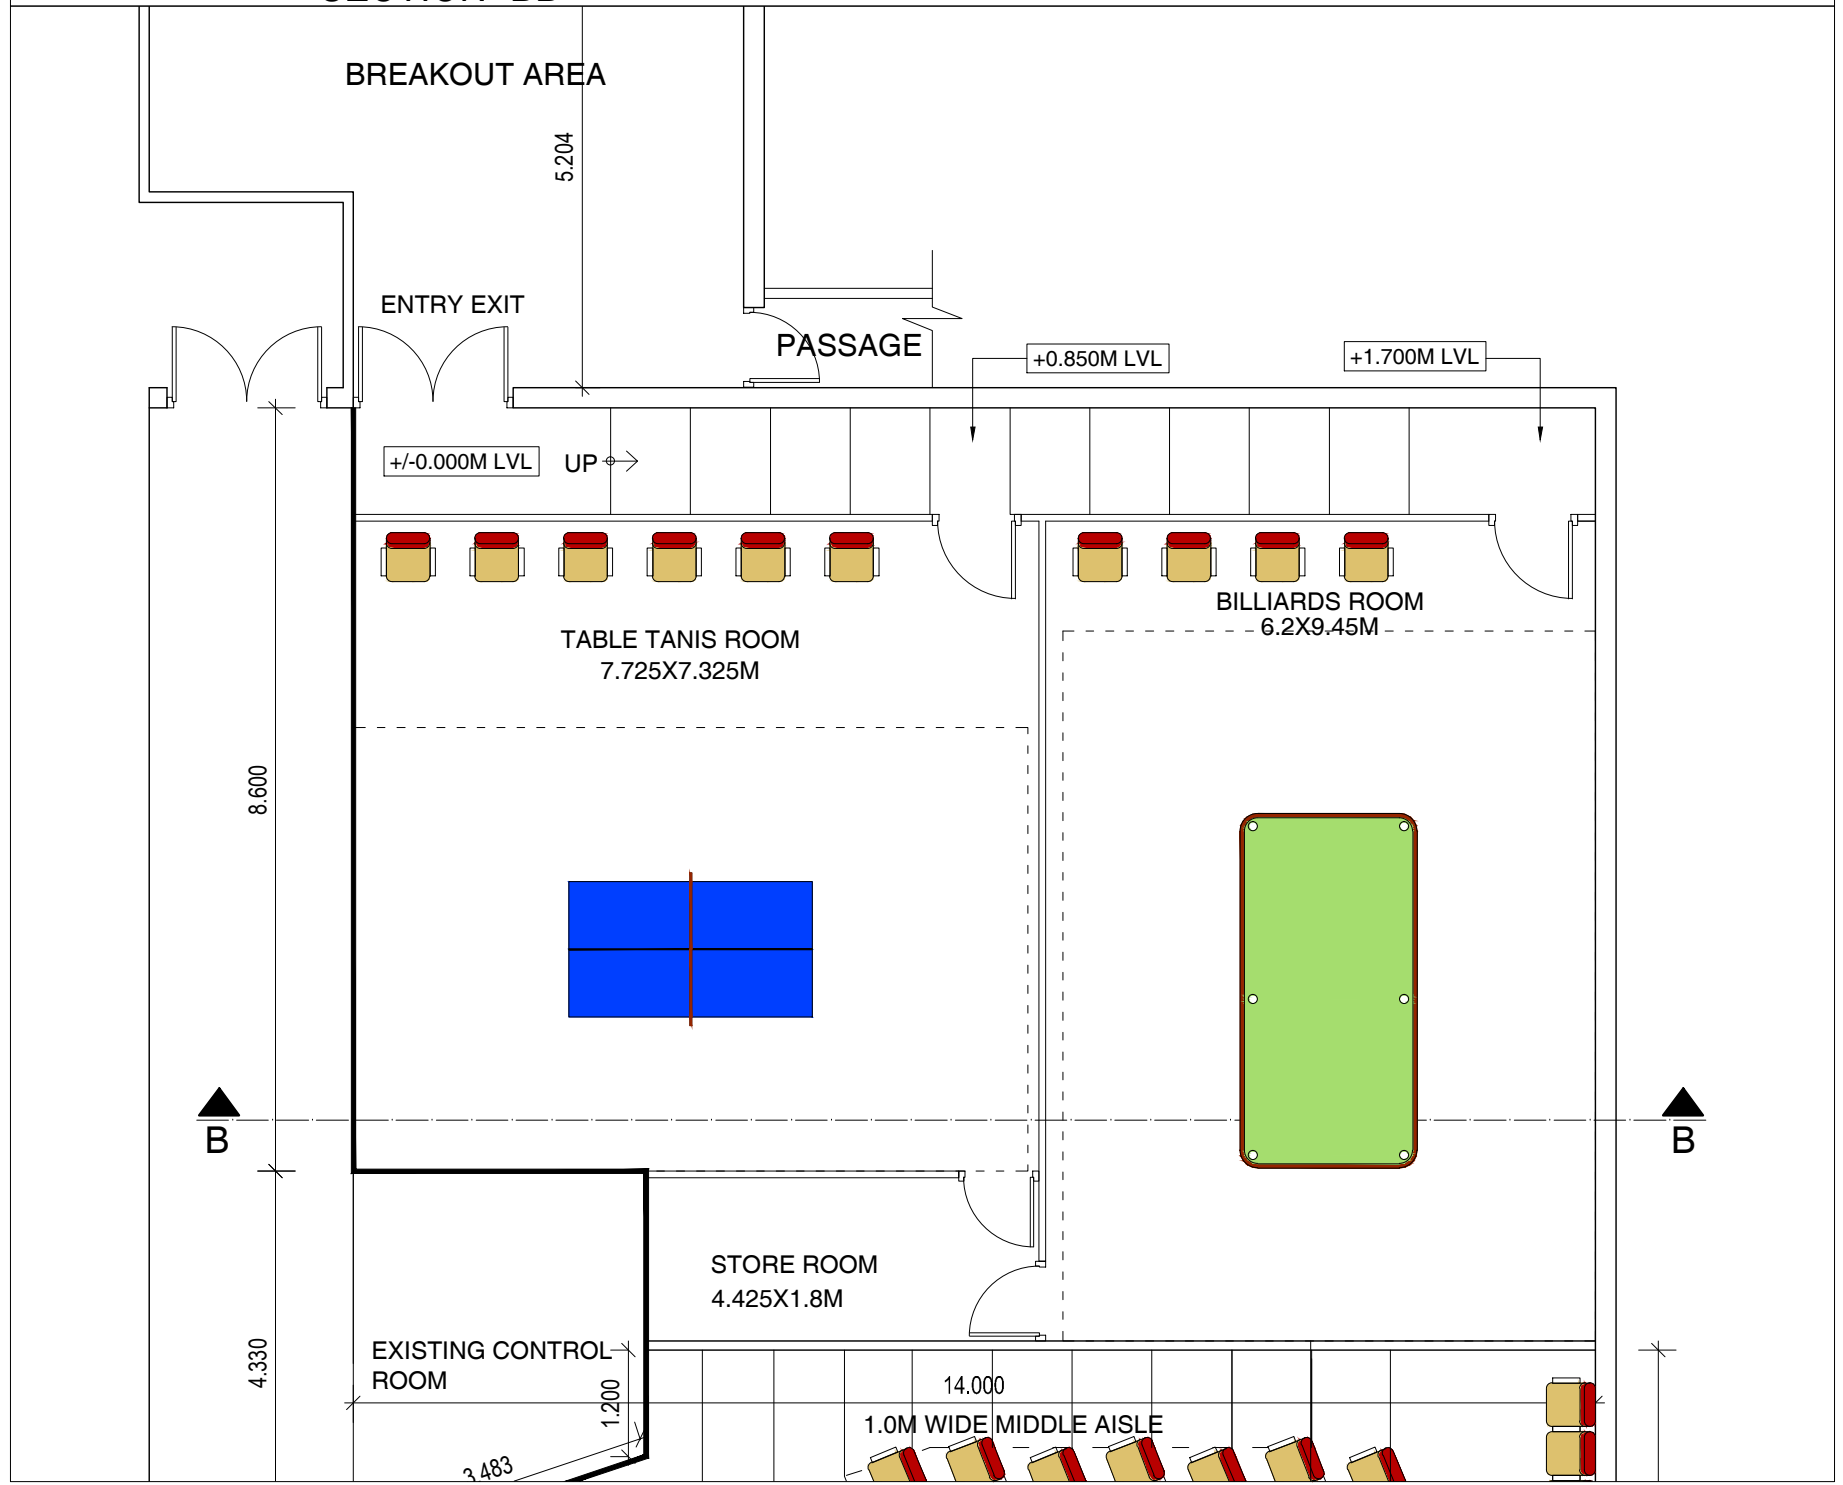 BREAKOUT AREA
5.204
ENTRY EXIT
PASSAGE
+0.850M LVL
+1.700M LVL
+/-0.000M LVL
UP
BILLIARDS ROOM
6.2X9.45M
TABLE TANIS ROOM
7.725X7.325M
8.600
B
B
STORE ROOM
4.425X1.8M
EXISTING CONTROL
ROOM
4.330
1.200
14.000
1.0M WIDE MIDDLE AISLE
3.483